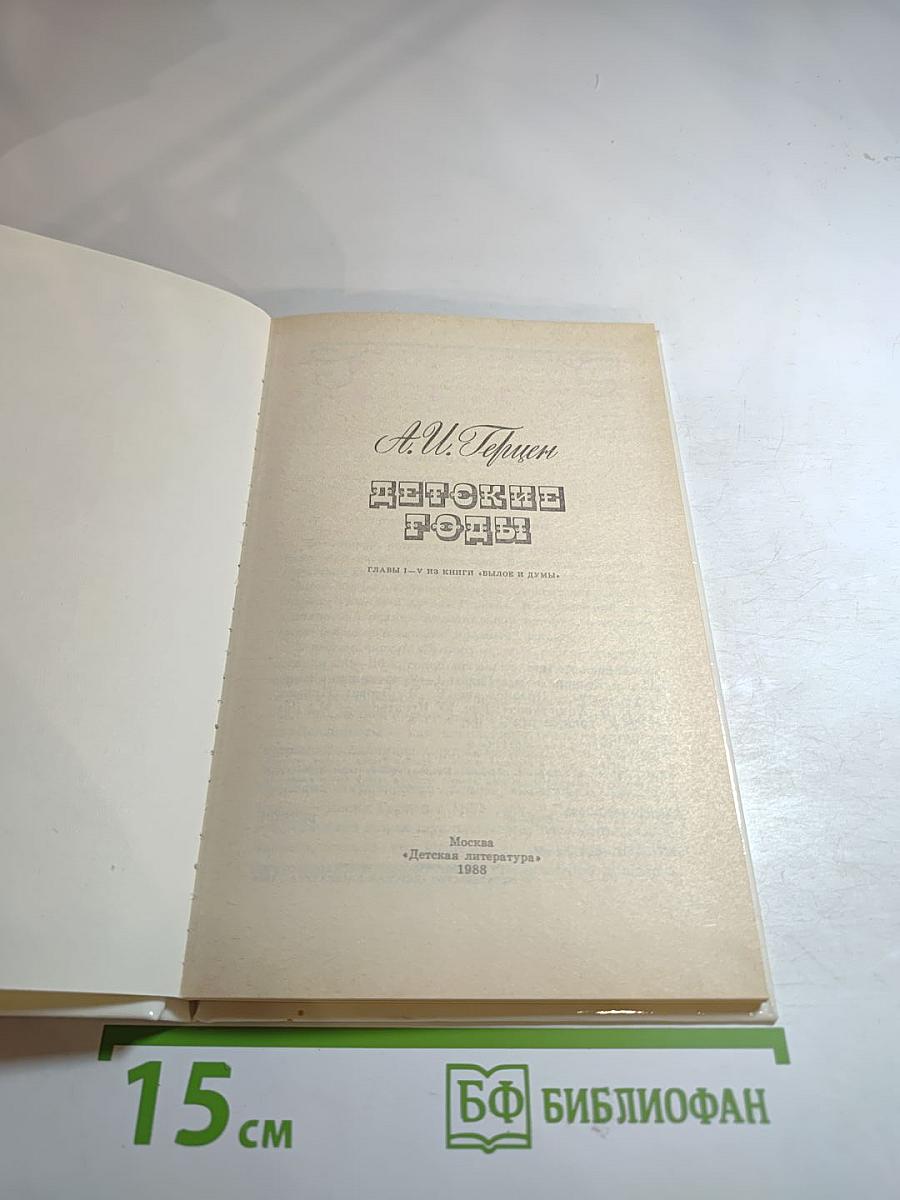 А. И. Герцен
ДЕТСКИЕ
ГОДЫ
ГЛАВЫ I—V ИЗ КНИГИ «БЫЛОЕ И ДУМЫ»
Москва
«Детская литература»
1988
15 см
БФ БИБЛИОФАН